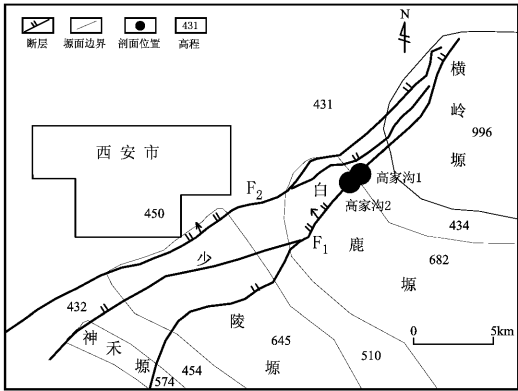 431
断层
塬面边界
剖面位置
高程
N
横
岭
塬
431
996
西安市
450
高家沟1
白
高家沟2
F2
434
F1
鹿
682
塬
少
432
神
禾
塬
陵
0 5km
645
510
454
574
塬